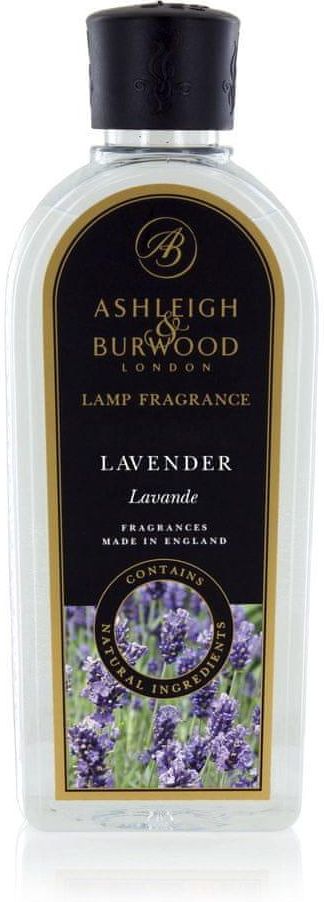 AB
ASHLEIGH
&
BURWOOD
LONDON
LAMP FRAGRANCE
LAVENDER
Lavande
FRAGRANCES
MADE IN ENGLAND
CONTAINS
NATURAL INGREDIENTS